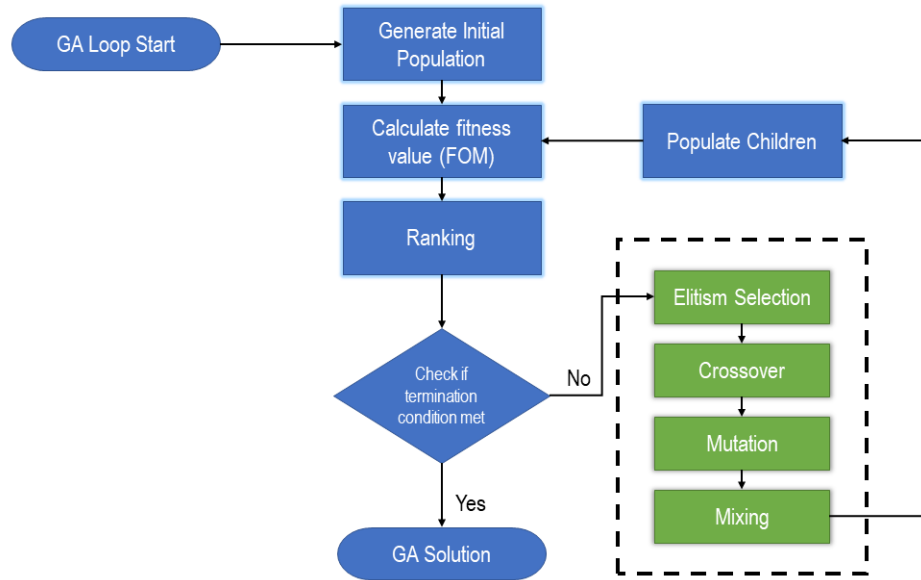 GA Loop Start
Generate Initial
Population
Calculate fitness
value (FOM)
Populate Children
Ranking
Elitism Selection
Crossover
Mutation
Mixing
Check if
termination
condition met
No
Yes
GA Solution